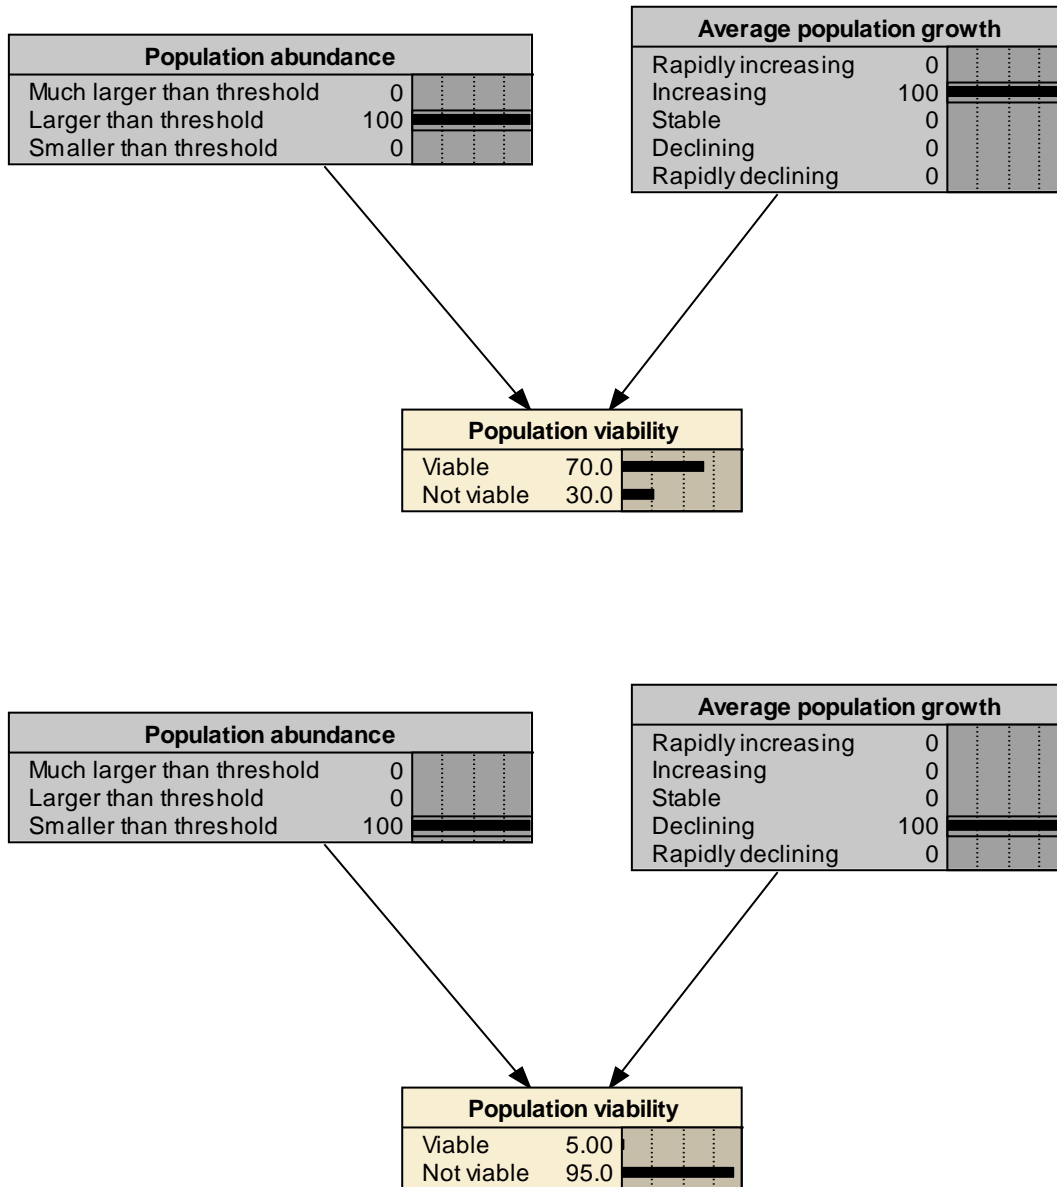 Population abundance
Much larger than threshold 0
Larger than threshold 100
Smaller than threshold 0
Average population growth
Rapidly increasing 0
Increasing 100
Stable 0
Declining 0
Rapidly declining 0
Population viability
Viable 70.0
Not viable 30.0
Population abundance
Much larger than threshold 0
Larger than threshold 0
Smaller than threshold 100
Average population growth
Rapidly increasing 0
Increasing 0
Stable 0
Declining 100
Rapidly declining 0
Population viability
Viable 5.00
Not viable 95.0